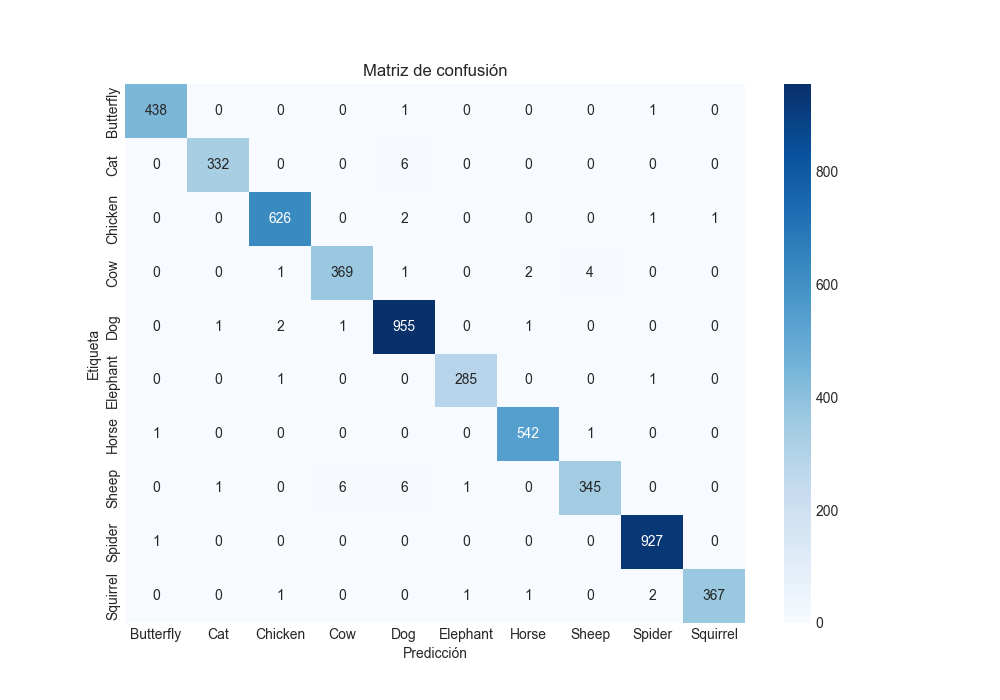 Matriz de confusión
Butterfly 438 0 0 0 1 0 0 0 1 0
Cat 0 332 0 0 6 0 0 0 0 0
Chicken 0 0 626 0 2 0 0 0 1 1
Cow 0 0 1 369 1 0 2 4 0 0
Dog 0 1 2 1 955 0 1 0 0 0
Elephant 0 0 1 0 0 285 0 0 1 0
Horse 1 0 0 0 0 0 542 1 0 0
Sheep 0 1 0 6 6 1 0 345 0 0
Spider 1 0 0 0 0 0 0 0 927 0
Squirrel 0 0 1 0 0 1 1 0 2 367
Etiqueta
Butterfly Cat Chicken Cow Dog Elephant Horse Sheep Spider Squirrel
Predicción
800
600
400
200
0